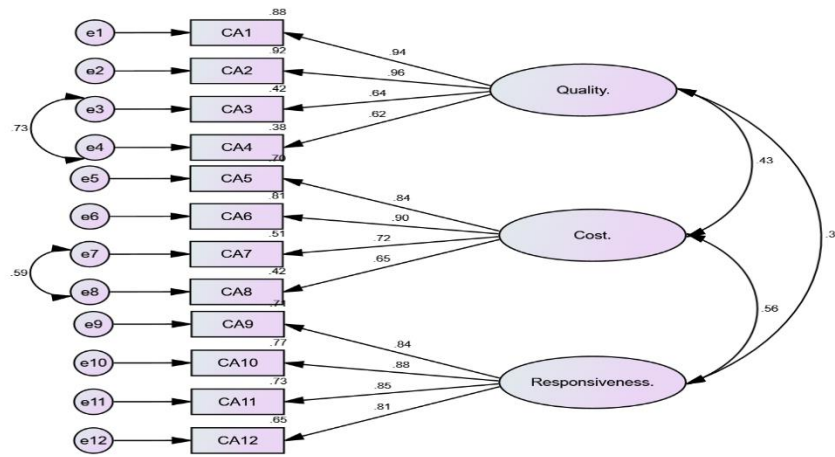 .88
e1 CA1
.94
.92
e2 CA2
.96
Quality.
.42
e3 CA3
.64
.73
.38
e4 CA4
.62
.70
e5 CA5
.84
.43
.81
e6 CA6
.90
Cost.
.3
.51
e7 CA7
.72
.59
.42
e8 CA8
.65
.71
e9 CA9
.84
.56
.77
e10 CA10
.88
Responsiveness.
.73
e11 CA11
.85
.65
e12 CA12
.81